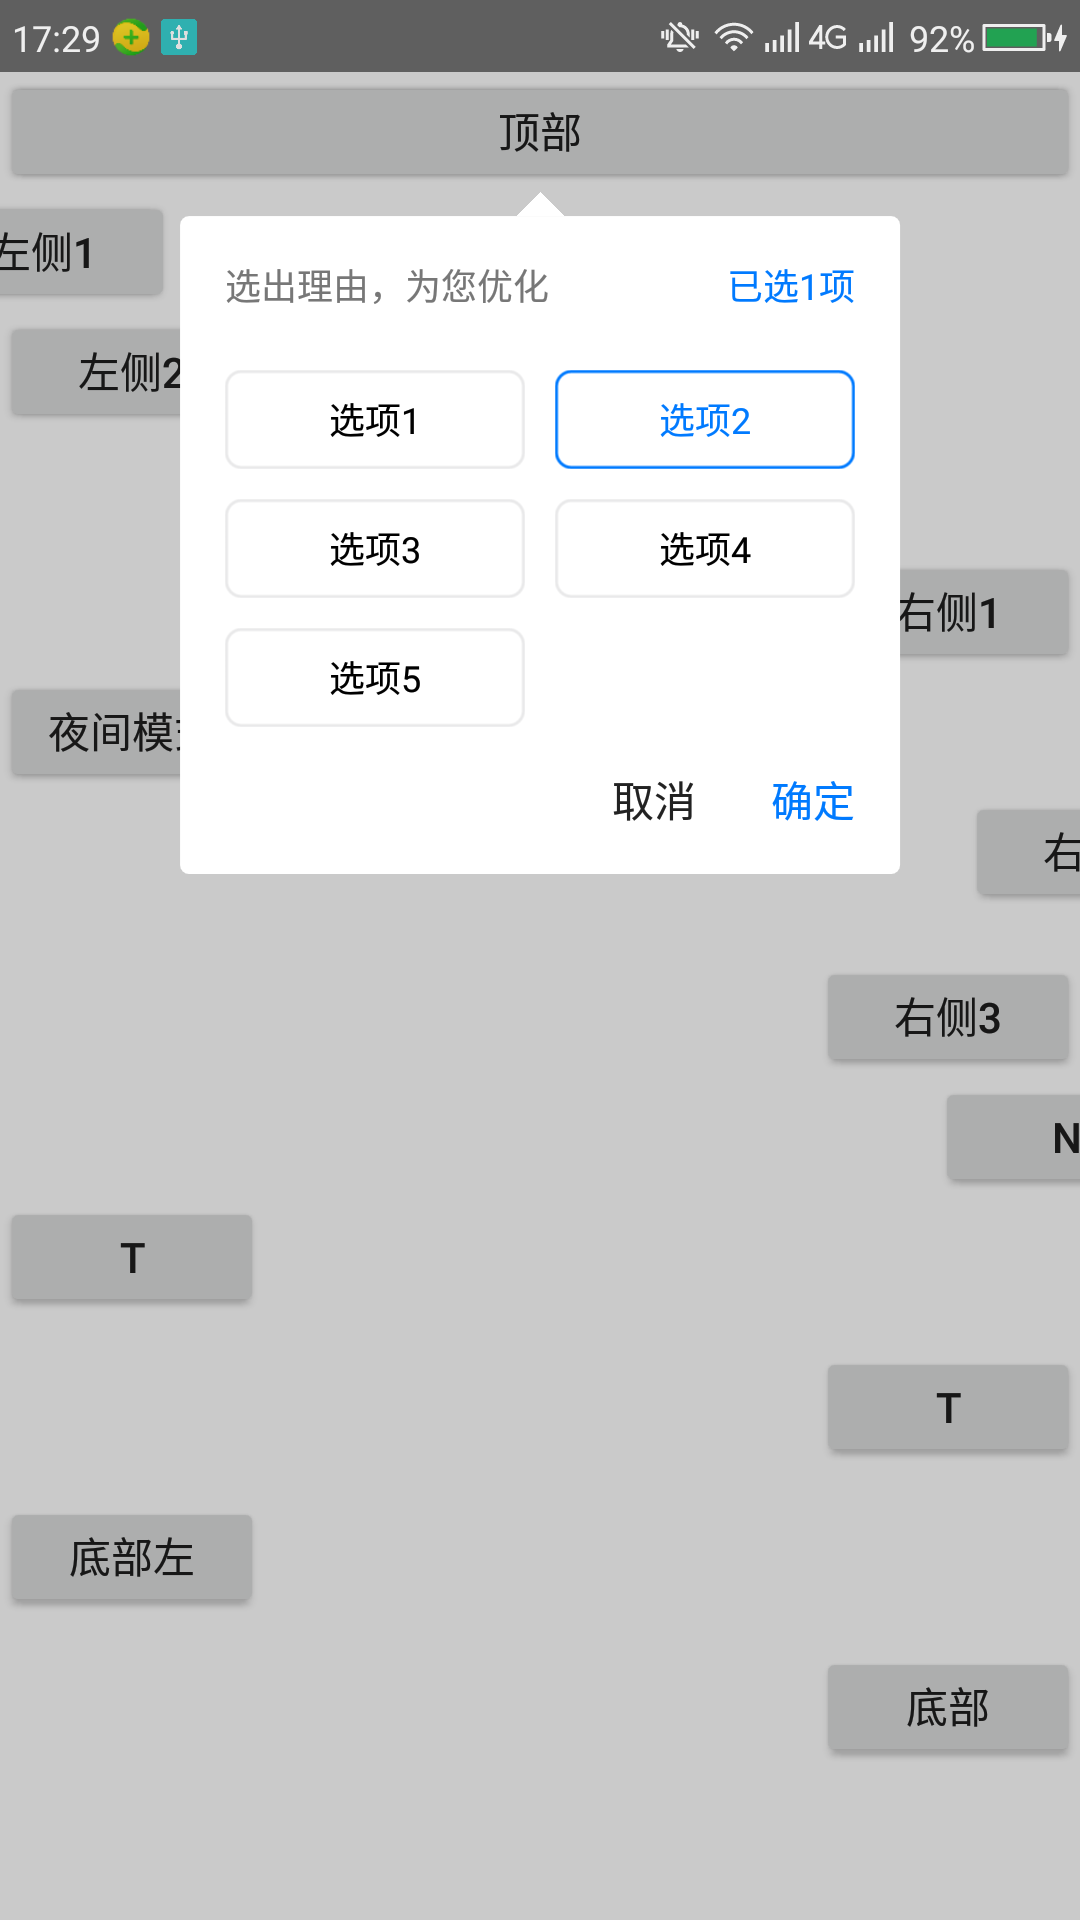 17:29 4G 92%
顶部
左侧1
选出理由，为您优化 已选1项
左侧2
选项1 选项2
选项3 选项4
右侧1
选项5
夜间模
取消 确定
右
右侧3
N
T
T
底部左
底部